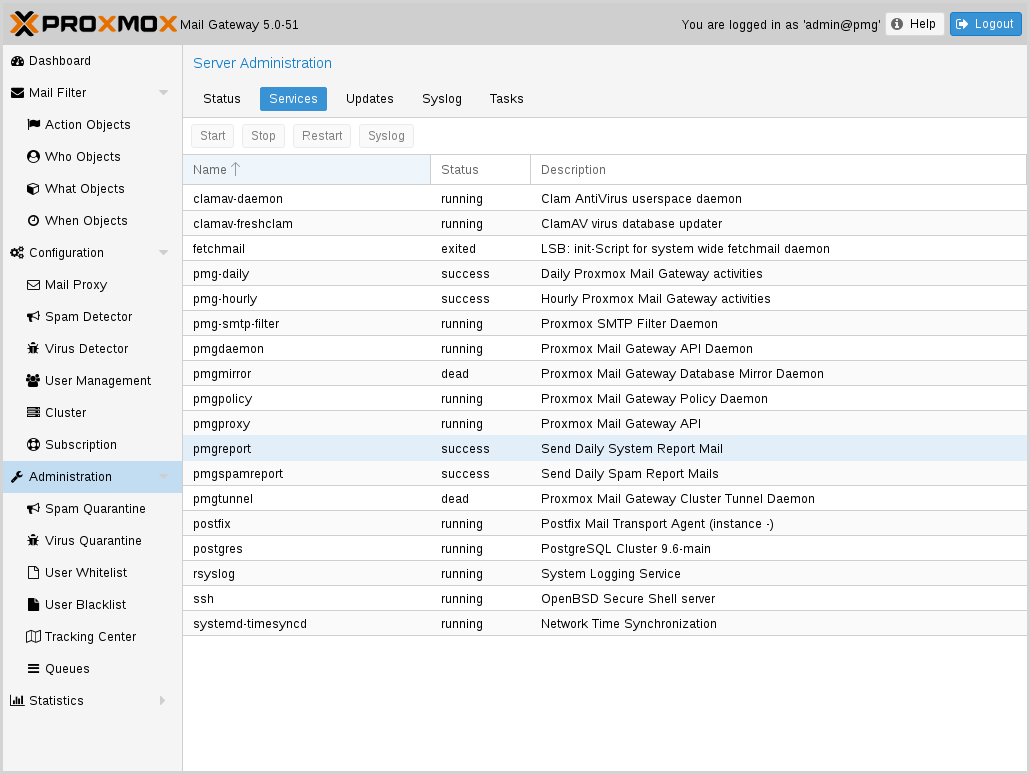 PROXMOX Mail Gateway 5.0-51 You are logged in as 'admin@pmg' Help Logout
Dashboard
Mail Filter
Action Objects
Who Objects
What Objects
When Objects
Configuration
Mail Proxy
Spam Detector
Virus Detector
User Management
Cluster
Subscription
Administration
Spam Quarantine
Virus Quarantine
User Whitelist
User Blacklist
Tracking Center
Queues
Statistics
Server Administration
Status Services Updates Syslog Tasks
Start Stop Restart Syslog
Name Status Description
clamav-daemon running Clam AntiVirus userspace daemon
clamav-freshclam running ClamAV virus database updater
fetchmail exited LSB: init-Script for system wide fetchmail daemon
pmg-daily success Daily Proxmox Mail Gateway activities
pmg-hourly success Hourly Proxmox Mail Gateway activities
pmg-smtp-filter running Proxmox SMTP Filter Daemon
pmgdaemon running Proxmox Mail Gateway API Daemon
pmgmirror dead Proxmox Mail Gateway Database Mirror Daemon
pmgpolicy running Proxmox Mail Gateway Policy Daemon
pmgproxy running Proxmox Mail Gateway API
pmgreport success Send Daily System Report Mail
pmgspamreport success Send Daily Spam Report Mails
pmgtunnel dead Proxmox Mail Gateway Cluster Tunnel Daemon
postfix running Postfix Mail Transport Agent (instance -)
postgres running PostgreSQL Cluster 9.6-main
rsyslog running System Logging Service
ssh running OpenBSD Secure Shell server
systemd-timesyncd running Network Time Synchronization